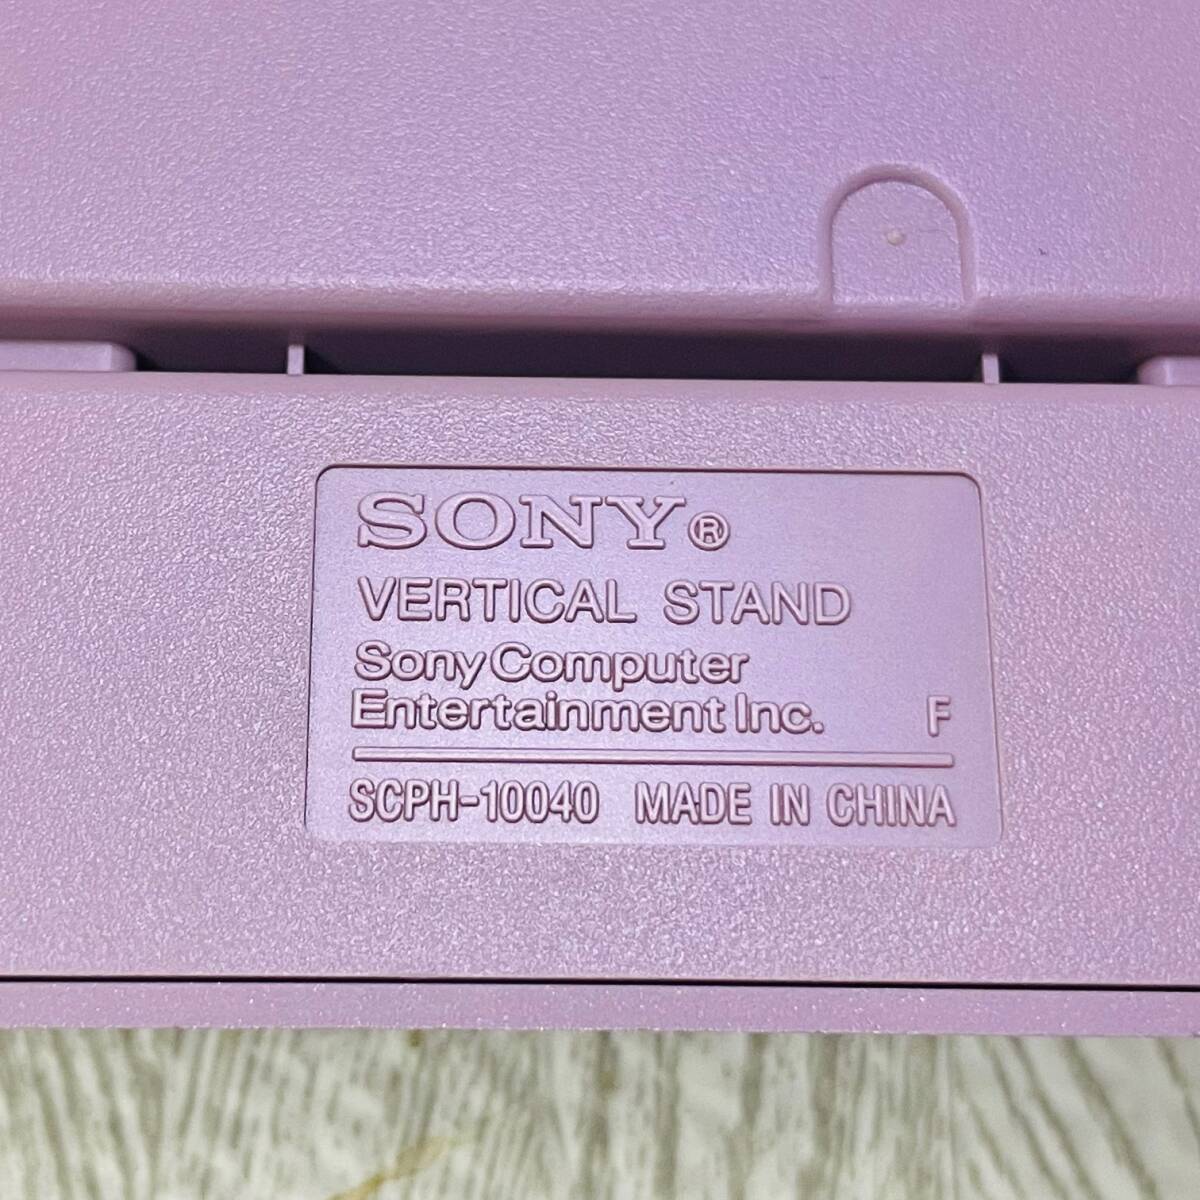 SONY®
VERTICAL STAND
Sony Computer
Entertainment Inc. F
SCPH-10040 MADE IN CHINA